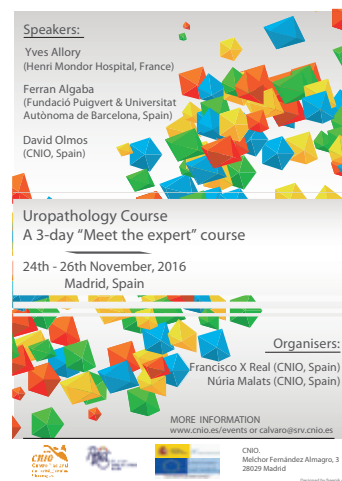 Speakers:
Yves Allory
(Henri Mondor Hospital, France)
Ferran Algaba
(Fundació Puigvert & Universitat
Autònoma de Barcelona, Spain)
David Olmos
(CNIO, Spain)
Uropathology Course
A 3-day “Meet the expert” course
24th - 26th November, 2016
Madrid, Spain
Organisers:
Francisco X Real (CNIO, Spain)
Núria Malats (CNIO, Spain)
MORE INFORMATION
www.cnio.es/events or calvaro@srv.cnio.es
cnio
CNIO.
Melchor Fernández Almagro, 3
28029 Madrid